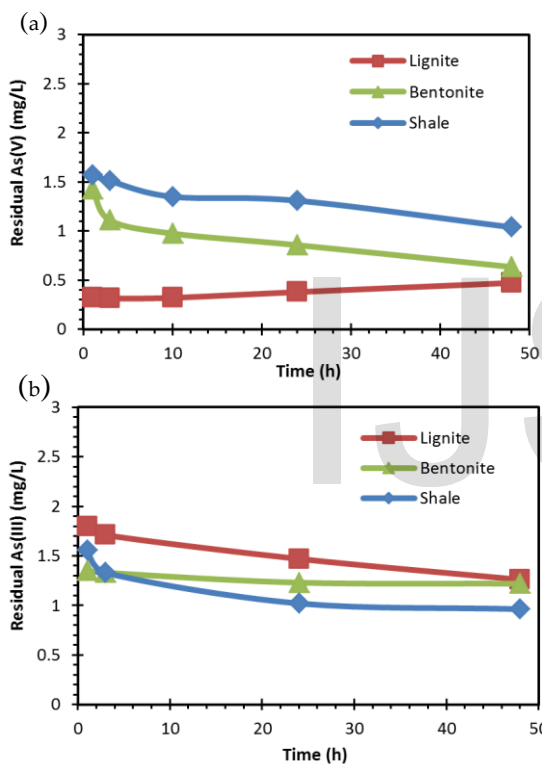 (a)
3
2.5
2
1.5
1
0.5
0
Residual As(V) (mg/L)
Lignite
Bentonite
Shale
0 10 20 30 40 50
Time (h)
(b)
3
2.5
2
1.5
1
0.5
0
Residual As(III) (mg/L)
Lignite
Bentonite
Shale
0 10 20 30 40 50
Time (h)
IJS